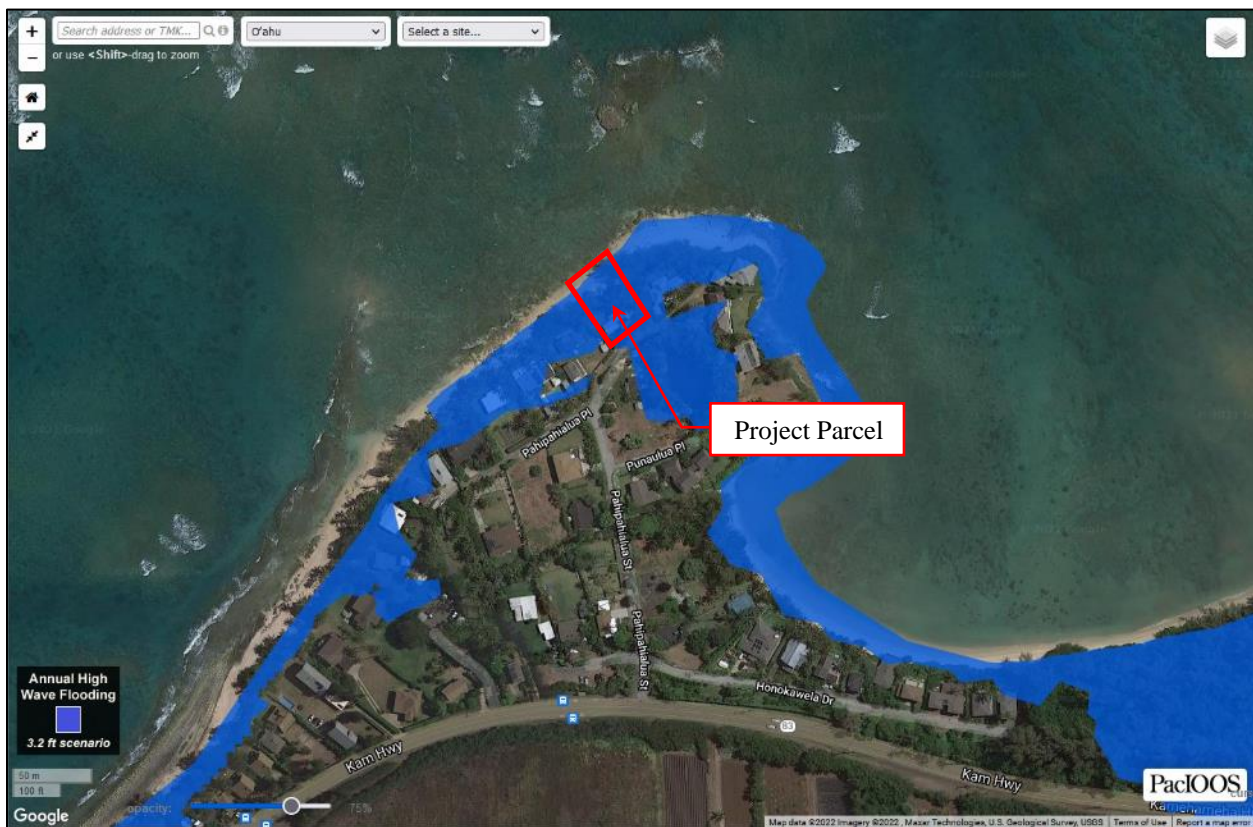 +
Search address or TMK...
Oʻahu
Select a site...
−
or use <Shift>-drag to zoom
Project Parcel
Pahipahialua Pl
Punaulua Pl
Pahipahialua St
Pahipahialua St
Honokawela Dr
83
Kam Hwy
Kam Hwy
Annual High
Wave Flooding
3.2 ft scenario
50 m
100 ft
opacity:
75%
Google
PacIOOS
Map data ©2022 Imagery ©2022 , Maxar Technologies, U.S. Geological Survey, USGS
Terms of Use
Report a map error